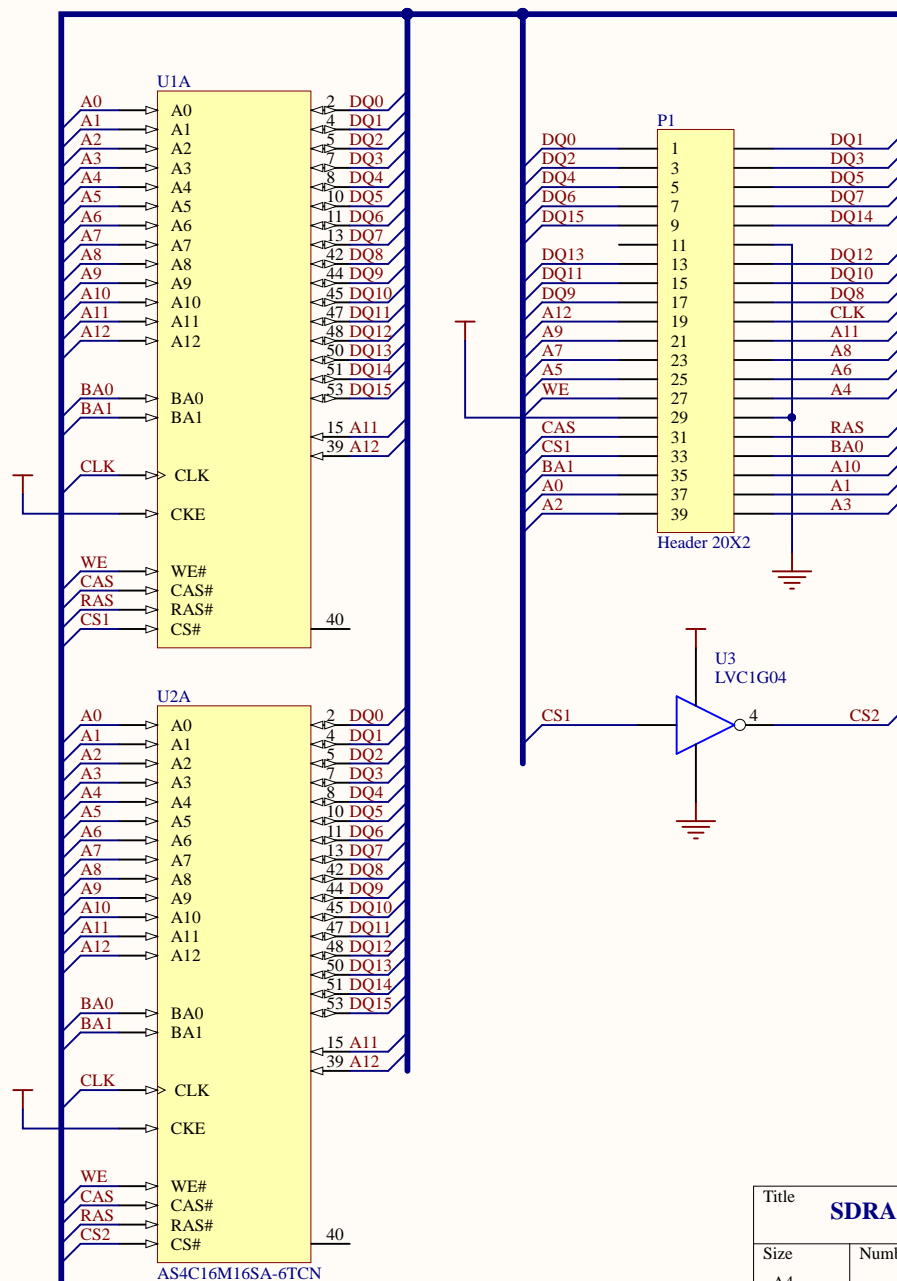 U1A
A0 A0 2 DQ0
A1 A1 4 DQ1
A2 A2 5 DQ2
A3 A3 7 DQ3
A4 A4 8 DQ4
A5 A5 10 DQ5
A6 A6 11 DQ6
A7 A7 13 DQ7
A8 A8 42 DQ8
A9 A9 44 DQ9
A10 A10 45 DQ10
A11 A11 47 DQ11
A12 A12 48 DQ12
50 DQ13
51 DQ14
BA0 BA0 53 DQ15
BA1 BA1
15 A11
39 A12
CLK CLK
CKE
WE WE#
CAS CAS#
RAS RAS#
CS1 CS# 40
U2A
A0 A0 2 DQ0
A1 A1 4 DQ1
A2 A2 5 DQ2
A3 A3 7 DQ3
A4 A4 8 DQ4
A5 A5 10 DQ5
A6 A6 11 DQ6
A7 A7 13 DQ7
A8 A8 42 DQ8
A9 A9 44 DQ9
A10 A10 45 DQ10
A11 A11 47 DQ11
A12 A12 48 DQ12
50 DQ13
51 DQ14
BA0 BA0 53 DQ15
BA1 BA1
15 A11
39 A12
CLK CLK
CKE
WE WE#
CAS CAS#
RAS RAS#
CS2 CS# 40
AS4C16M16SA-6TCN
P1
DQ0 1 DQ1
DQ2 3 DQ3
DQ4 5 DQ5
DQ6 7 DQ7
DQ15 9 DQ14
11
DQ13 13 DQ12
DQ11 15 DQ10
DQ9 17 DQ8
A12 19 CLK
A9 21 A11
A7 23 A8
A5 25 A6
WE 27 A4
29
CAS 31 RAS
CS1 33 BA0
BA1 35 A10
A0 37 A1
A2 39 A3
Header 20X2
U3
LVC1G04
CS1 4 CS2
Title
SDRA
Size Numb
A4